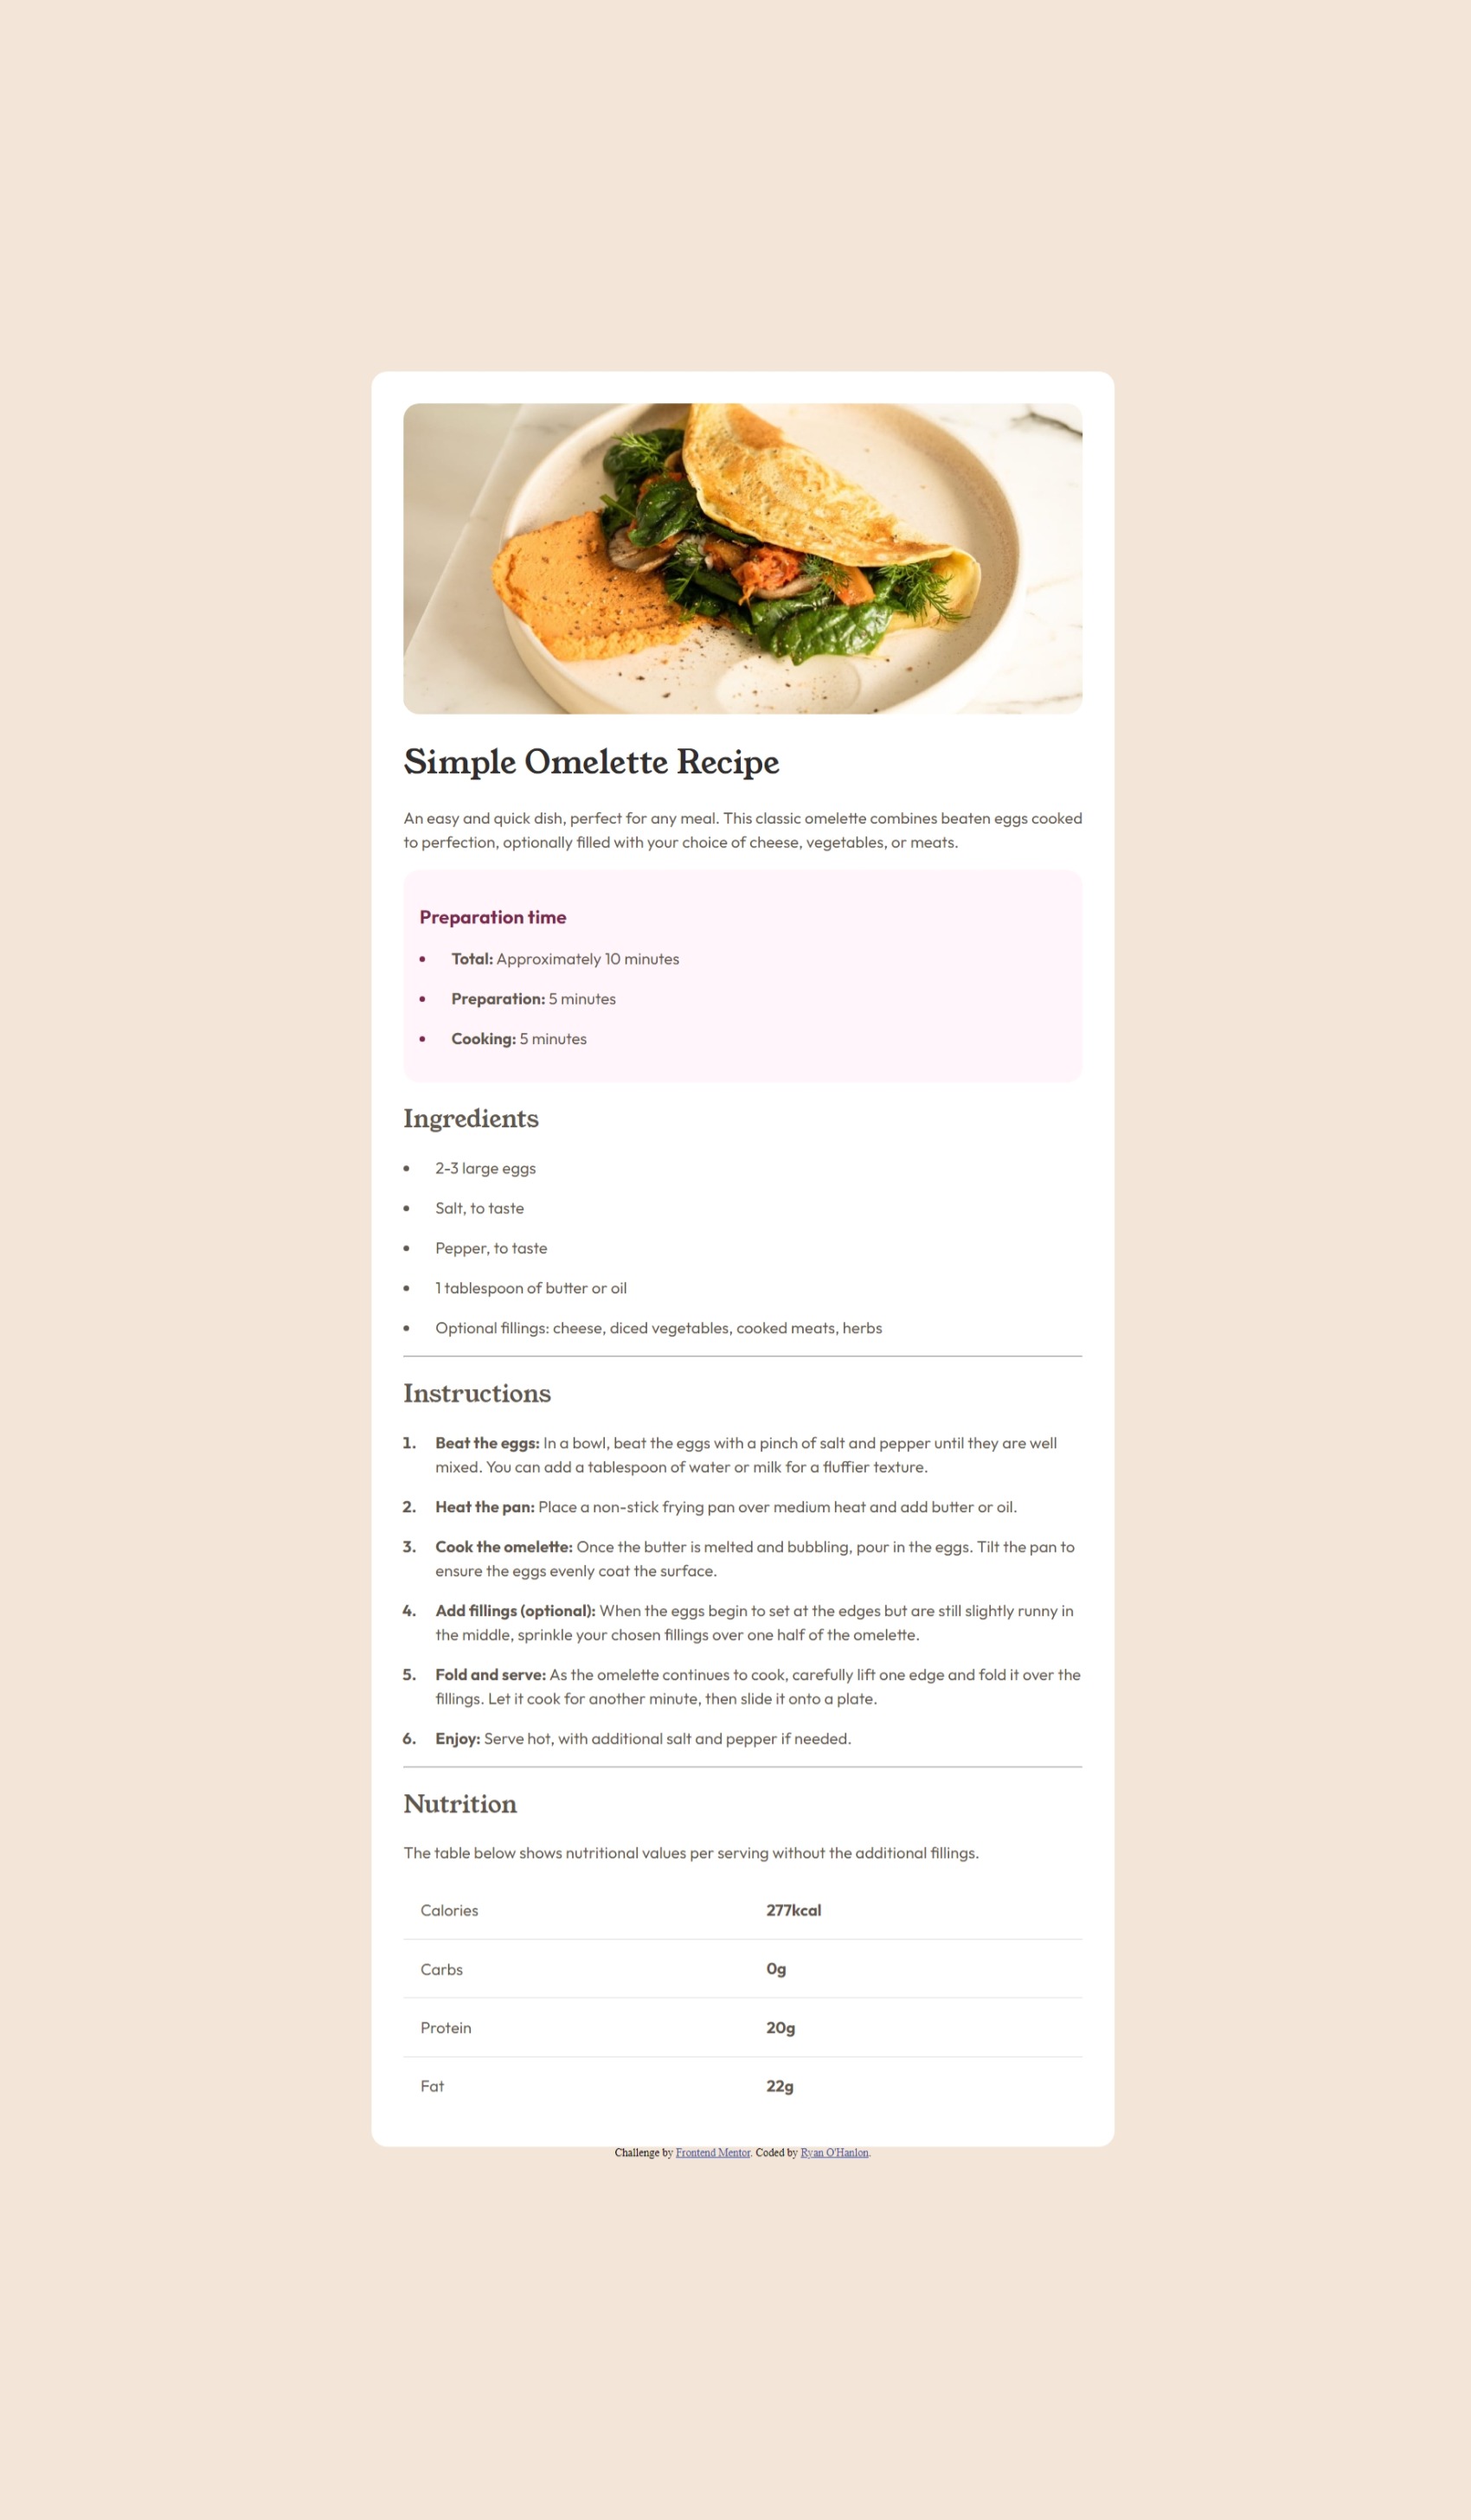 Simple Omelette Recipe
An easy and quick dish, perfect for any meal. This classic omelette combines beaten eggs cooked
to perfection, optionally filled with your choice of cheese, vegetables, or meats.
Preparation time
• Total: Approximately 10 minutes
• Preparation: 5 minutes
• Cooking: 5 minutes
Ingredients
• 2-3 large eggs
• Salt, to taste
• Pepper, to taste
• 1 tablespoon of butter or oil
• Optional fillings: cheese, diced vegetables, cooked meats, herbs
Instructions
1. Beat the eggs: In a bowl, beat the eggs with a pinch of salt and pepper until they are well
mixed. You can add a tablespoon of water or milk for a fluffier texture.
2. Heat the pan: Place a non-stick frying pan over medium heat and add butter or oil.
3. Cook the omelette: Once the butter is melted and bubbling, pour in the eggs. Tilt the pan to
ensure the eggs evenly coat the surface.
4. Add fillings (optional): When the eggs begin to set at the edges but are still slightly runny in
the middle, sprinkle your chosen fillings over one half of the omelette.
5. Fold and serve: As the omelette continues to cook, carefully lift one edge and fold it over the
fillings. Let it cook for another minute, then slide it onto a plate.
6. Enjoy: Serve hot, with additional salt and pepper if needed.
Nutrition
The table below shows nutritional values per serving without the additional fillings.
Calories 277kcal
Carbs 0g
Protein 20g
Fat 22g
Challenge by Frontend Mentor. Coded by Ryan O'Hanlon.